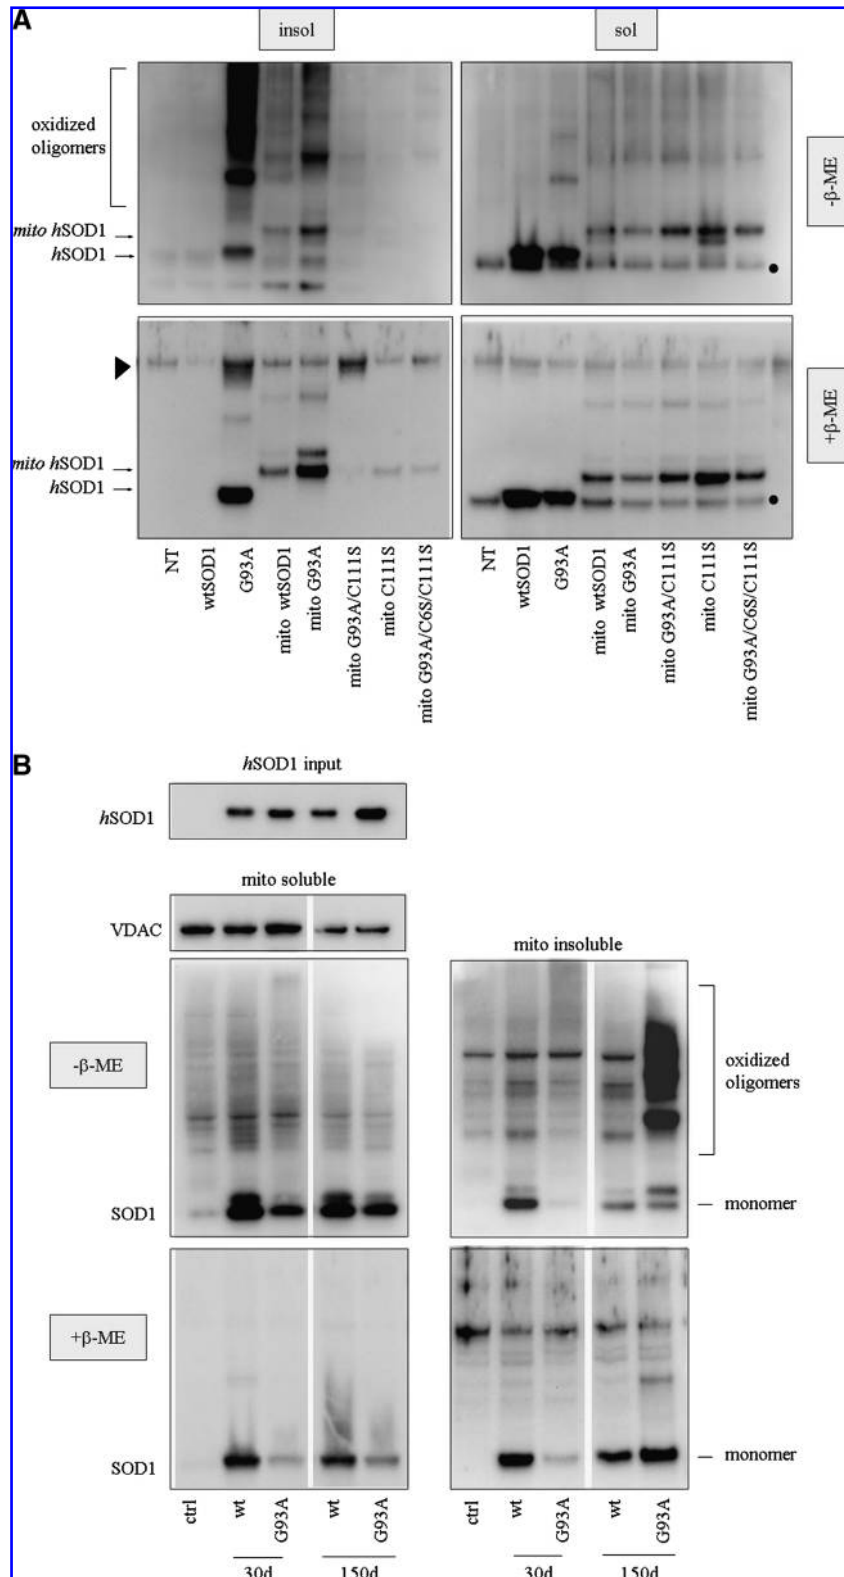 A
insol
sol
oxidized
oligomers
mito hSOD1
hSOD1
-β-ME
mito hSOD1
hSOD1
+β-ME
NT
wtSOD1
G93A
mito wtSOD1
mito G93A
mito G93A/C111S
mito C111S
mito G93A/C6S/C111S
NT
wtSOD1
G93A
mito wtSOD1
mito G93A
mito G93A/C111S
mito C111S
mito G93A/C6S/C111S
B
hSOD1 input
hSOD1
mito soluble
VDAC
mito insoluble
-β-ME
oxidized
oligomers
SOD1
monomer
+β-ME
SOD1
monomer
ctrl
wt
G93A
wt
G93A
ctrl
wt
G93A
wt
G93A
30d
150d
30d
150d